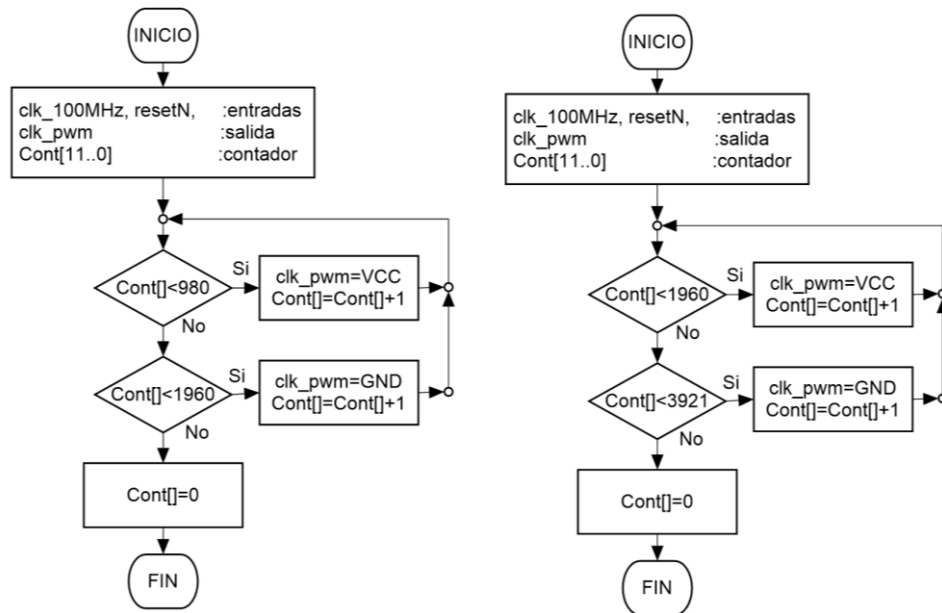 INICIO
clk_100MHz, resetN, :entradas
clk_pwm :salida
Cont[11..0] :contador
Cont[]<980
Si
clk_pwm=VCC
Cont[]=Cont[]+1
No
Cont[]<1960
Si
clk_pwm=GND
Cont[]=Cont[]+1
No
Cont[]=0
FIN
INICIO
clk_100MHz, resetN, :entradas
clk_pwm :salida
Cont[11..0] :contador
Cont[]<1960
Si
clk_pwm=VCC
Cont[]=Cont[]+1
No
Cont[]<3921
Si
clk_pwm=GND
Cont[]=Cont[]+1
No
Cont[]=0
FIN